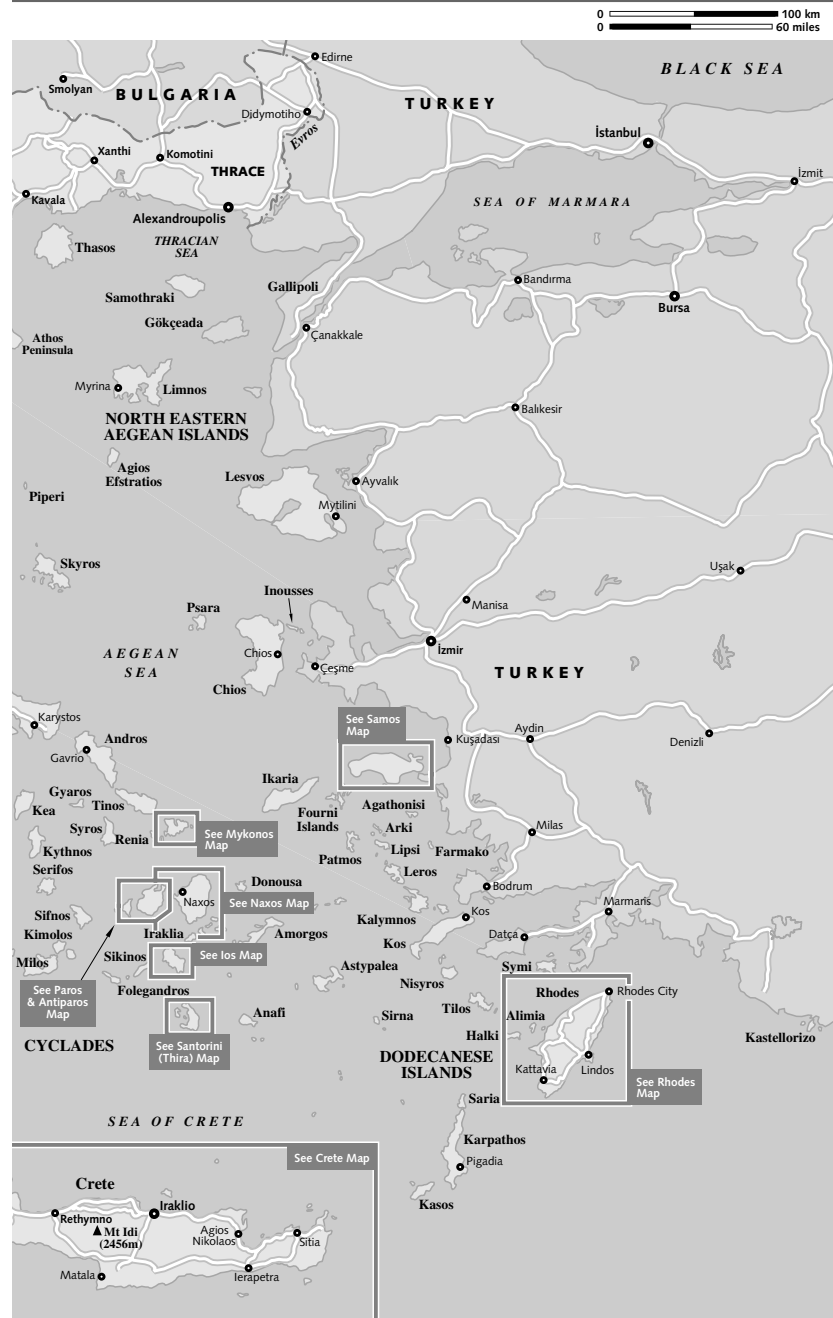 0 100 km
0 60 miles
Edirne
BLACK SEA
Smolyan
BULGARIA
TURKEY
Didymotiho
Evros
İstanbul
Xanthi
Komotini
THRACE
İzmit
Kavala
Alexandroupolis
SEA OF MARMARA
THRACIAN
SEA
Thasos
Gallipoli
Bandırma
Samothraki
Bursa
Gökçeada
Çanakkale
Athos
Peninsula
Myrina
Limnos
Balıkesir
NORTH EASTERN
AEGEAN ISLANDS
Agios
Efstratios
Lesvos
Ayvalık
Piperi
Mytilini
Skyros
Uşak
Inousses
Manisa
Psara
AEGEAN
SEA
Chios
İzmir
Çeşme
TURKEY
Chios
Karystos
See Samos
Map
Andros
Aydin
Kuşadası
Denizli
Gavrio
Ikaria
Gyaros
Tinos
Agathonisi
Kea
Fourni
Islands
Syros
Renia
See Mykonos
Map
Arki
Milas
Kythnos
Lipsi
Farmako
Patmos
Serifos
Leros
Donousa
Bodrum
Naxos
See Naxos Map
Marmaris
Sifnos
Kalymnos
Kos
Kimolos
Iraklia
Amorgos
Datça
Kos
Milos
Sikinos
See Ios Map
Astypalea
Symi
Nisyros
See Paros
& Antiparos
Map
Folegandros
Rhodes
Rhodes City
Tilos
Anafi
Sirna
Alimia
Halki
Kastellorizo
CYCLADES
See Santorini
(Thira) Map
DODECANESE
ISLANDS
Kattavia
Lindos
See Rhodes
Map
Saria
SEA OF CRETE
Karpathos
See Crete Map
Pigadia
Crete
Kasos
Rethymno
Iraklio
Mt Idi
(2456m)
Agios
Nikolaos
Sitia
Matala
Ierapetra